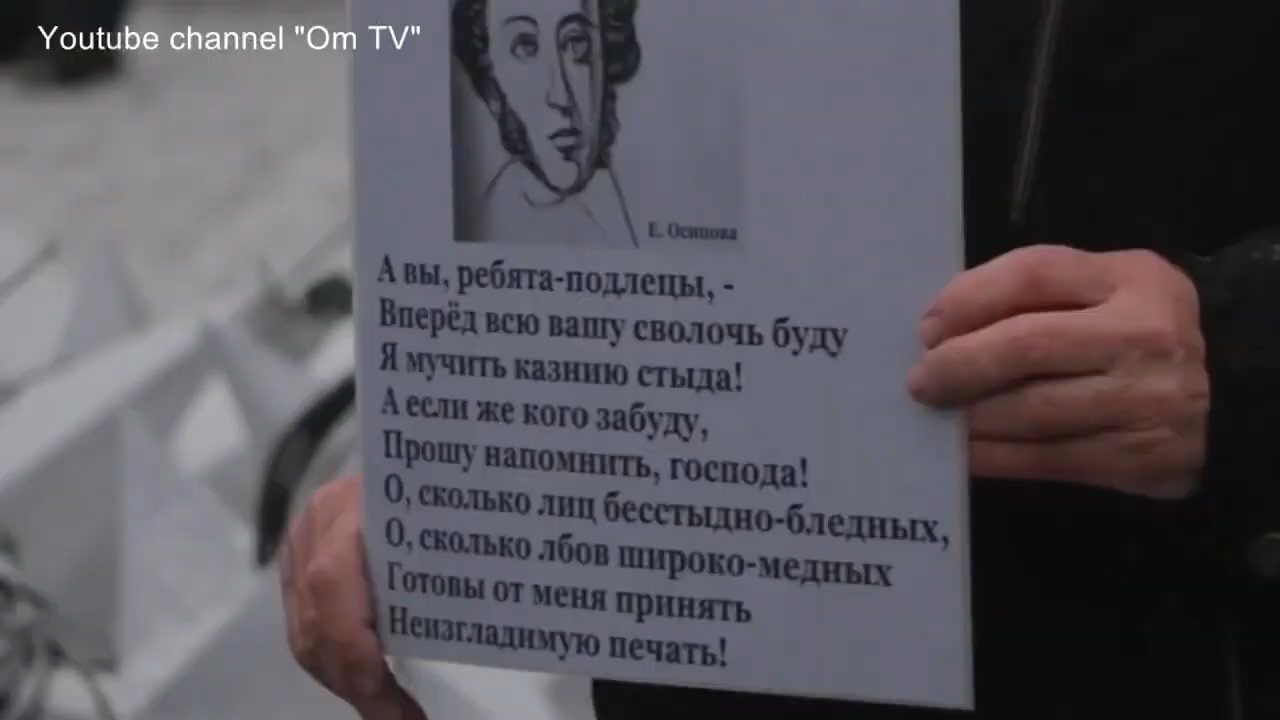 Youtube channel "Om TV"
Е. Осипова
А вы, ребята-подлецы, -
Вперёд всю вашу сволочь буду
Я мучить казнию стыда!
А если же кого забуду,
Прошу напомнить, господа!
О, сколько лиц бесстыдно-бледных,
О, сколько лбов широко-медных
Готовы от меня принять
Неизгладимую печать!